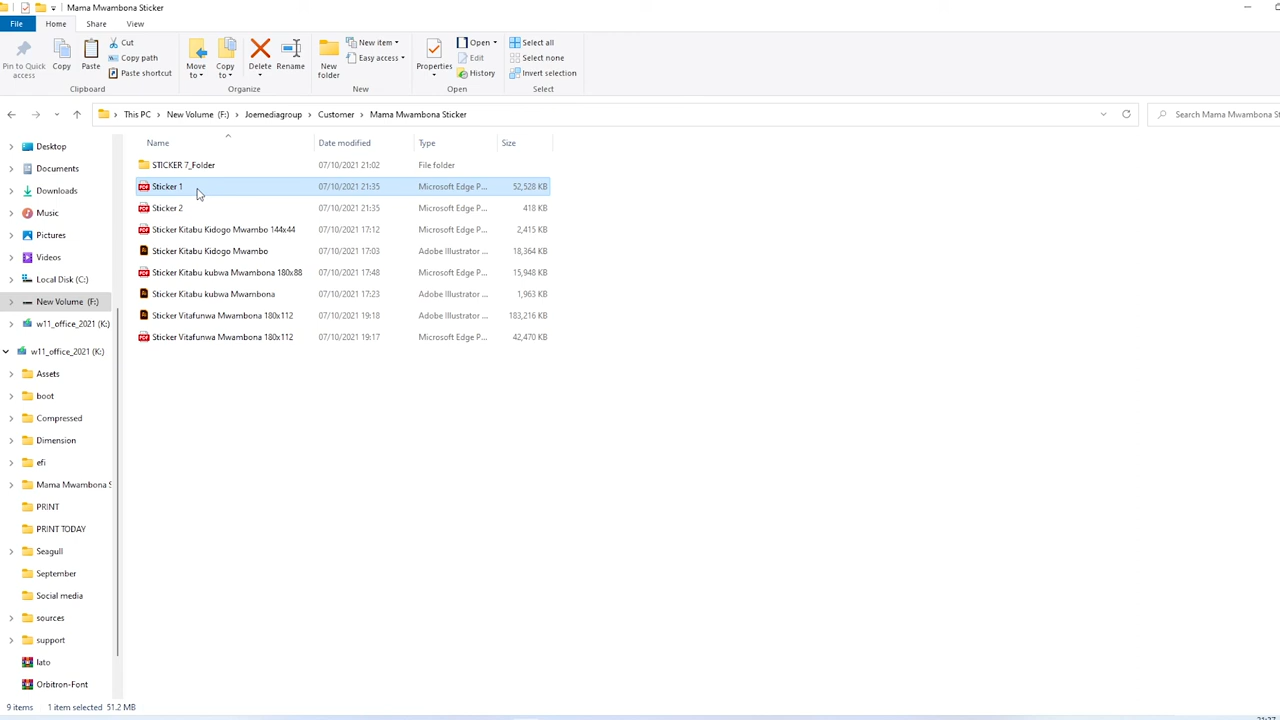 Mama Mwambona Sticker
File Home Share View
Pin to Quick access
Copy
Paste
Cut
Copy path
Paste shortcut
Clipboard
Move to
Copy to
Delete
Rename
Organize
New folder
New item
Easy access
New
Properties
Open
Edit
History
Open
Select all
Select none
Invert selection
Select
This PC > New Volume (F:) > Joemediagroup > Customer > Mama Mwambona Sticker
Search Mama Mwambona St
Name Date modified Type Size
STICKER 7_Folder 07/10/2021 21:02 File folder
Sticker 1 07/10/2021 21:35 Microsoft Edge P... 52,528 KB
Sticker 2 07/10/2021 21:35 Microsoft Edge P... 418 KB
Sticker Kitabu Kidogo Mwambo 144x44 07/10/2021 17:12 Microsoft Edge P... 2,415 KB
Sticker Kitabu Kidogo Mwambo 07/10/2021 17:03 Adobe Illustrator ... 18,364 KB
Sticker Kitabu kubwa Mwambona 180x88 07/10/2021 17:48 Microsoft Edge P... 15,948 KB
Sticker Kitabu kubwa Mwambona 07/10/2021 17:23 Adobe Illustrator ... 1,963 KB
Sticker Vitafunwa Mwambona 180x112 07/10/2021 19:18 Adobe Illustrator ... 183,216 KB
Sticker Vitafunwa Mwambona 180x112 07/10/2021 19:17 Microsoft Edge P... 42,470 KB
Desktop
Documents
Downloads
Music
Pictures
Videos
Local Disk (C:)
New Volume (F:)
w11_office_2021 (K:)
w11_office_2021 (K:)
Assets
boot
Compressed
Dimension
efi
Mama Mwambona S
PRINT
PRINT TODAY
Seagull
September
Social media
sources
support
lato
Orbitron-Font
9 items 1 item selected 51.2 MB